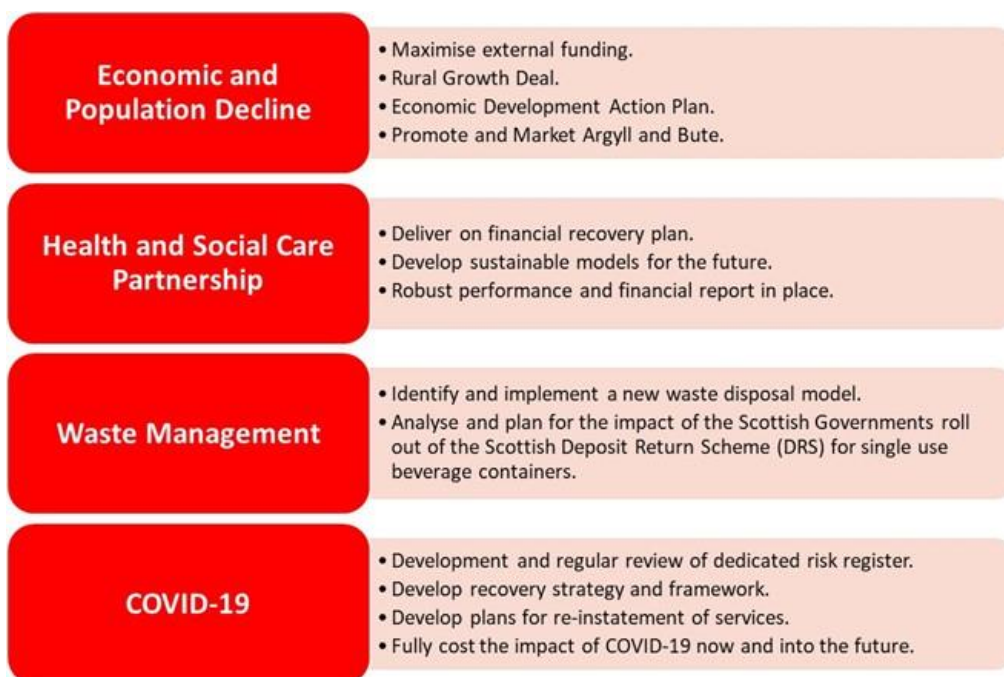 Economic and
Population Decline
• Maximise external funding.
• Rural Growth Deal.
• Economic Development Action Plan.
• Promote and Market Argyll and Bute.
Health and Social Care
Partnership
• Deliver on financial recovery plan.
• Develop sustainable models for the future.
• Robust performance and financial report in place.
Waste Management
• Identify and implement a new waste disposal model.
• Analyse and plan for the impact of the Scottish Governments roll
out of the Scottish Deposit Return Scheme (DRS) for single use
beverage containers.
COVID-19
• Development and regular review of dedicated risk register.
• Develop recovery strategy and framework.
• Develop plans for re-instatement of services.
• Fully cost the impact of COVID-19 now and into the future.